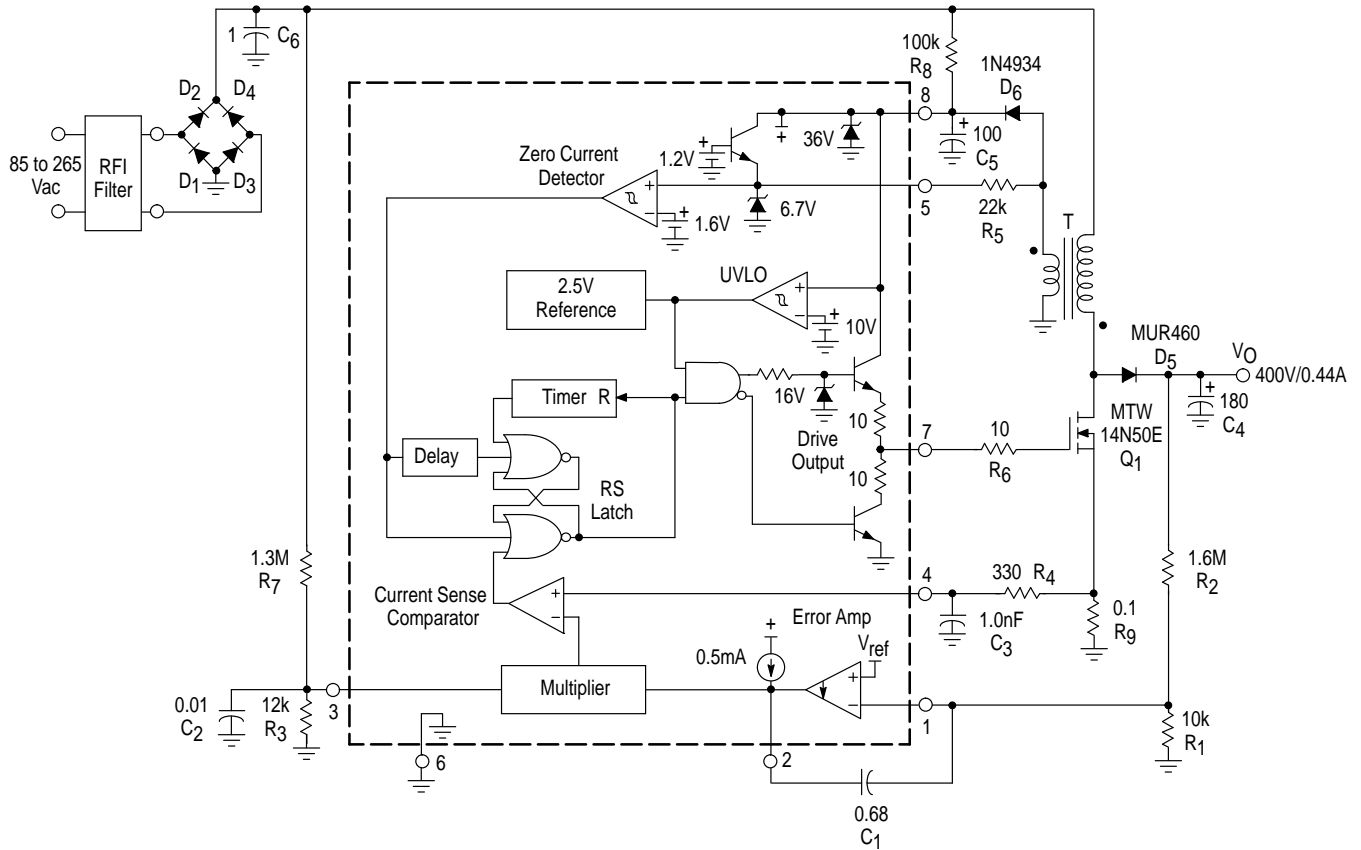 1
C6
100k
R8
1N4934
D6
D2
D4
8
+
100
C5
36V
+
1.2V
+
85 to 265
Vac
RFI
Filter
D1
D3
Zero Current
Detector
+
−
+
1.6V
6.7V
5
22k
R5
T
UVLO
2.5V
Reference
+
−
+
10V
MUR460
D5
VO
400V/0.44A
+
180
C4
Timer R
16V
10
Drive
Output
10
7
10
R6
MTW
14N50E
Q1
Delay
RS
Latch
1.3M
R7
4
330
R4
1.6M
R2
Current Sense
Comparator
+
−
1.0nF
C3
0.1
R9
+
Error Amp
Vref
0.5mA
+
−
Multiplier
0.01
C2
12k
R3
3
1
10k
R1
6
2
0.68
C1